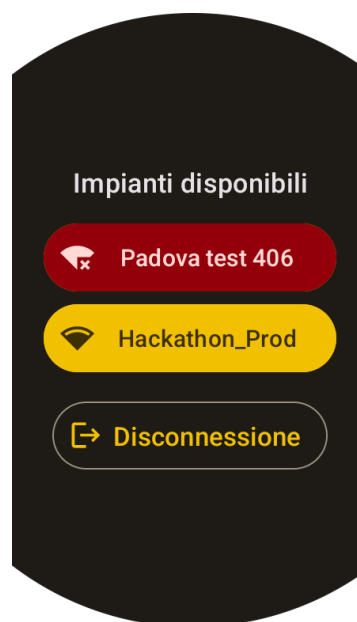 Impianti disponibili
Padova test 406
Hackathon_Prod
Disconnessione